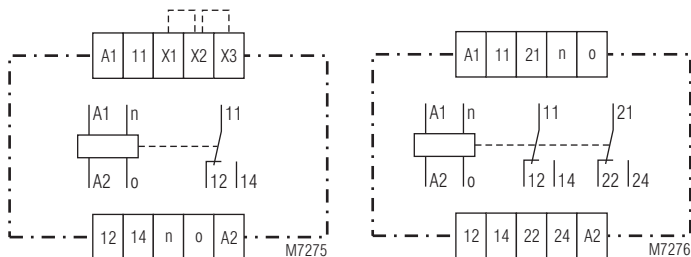 A1 11 X1 X2 X3
A1 n 11
A2 o 12 14
12 14 n o A2
M7275
A1 11 21 n o
A1 n 11 21
A2 o 12 14 22 24
12 14 22 24 A2
M7276